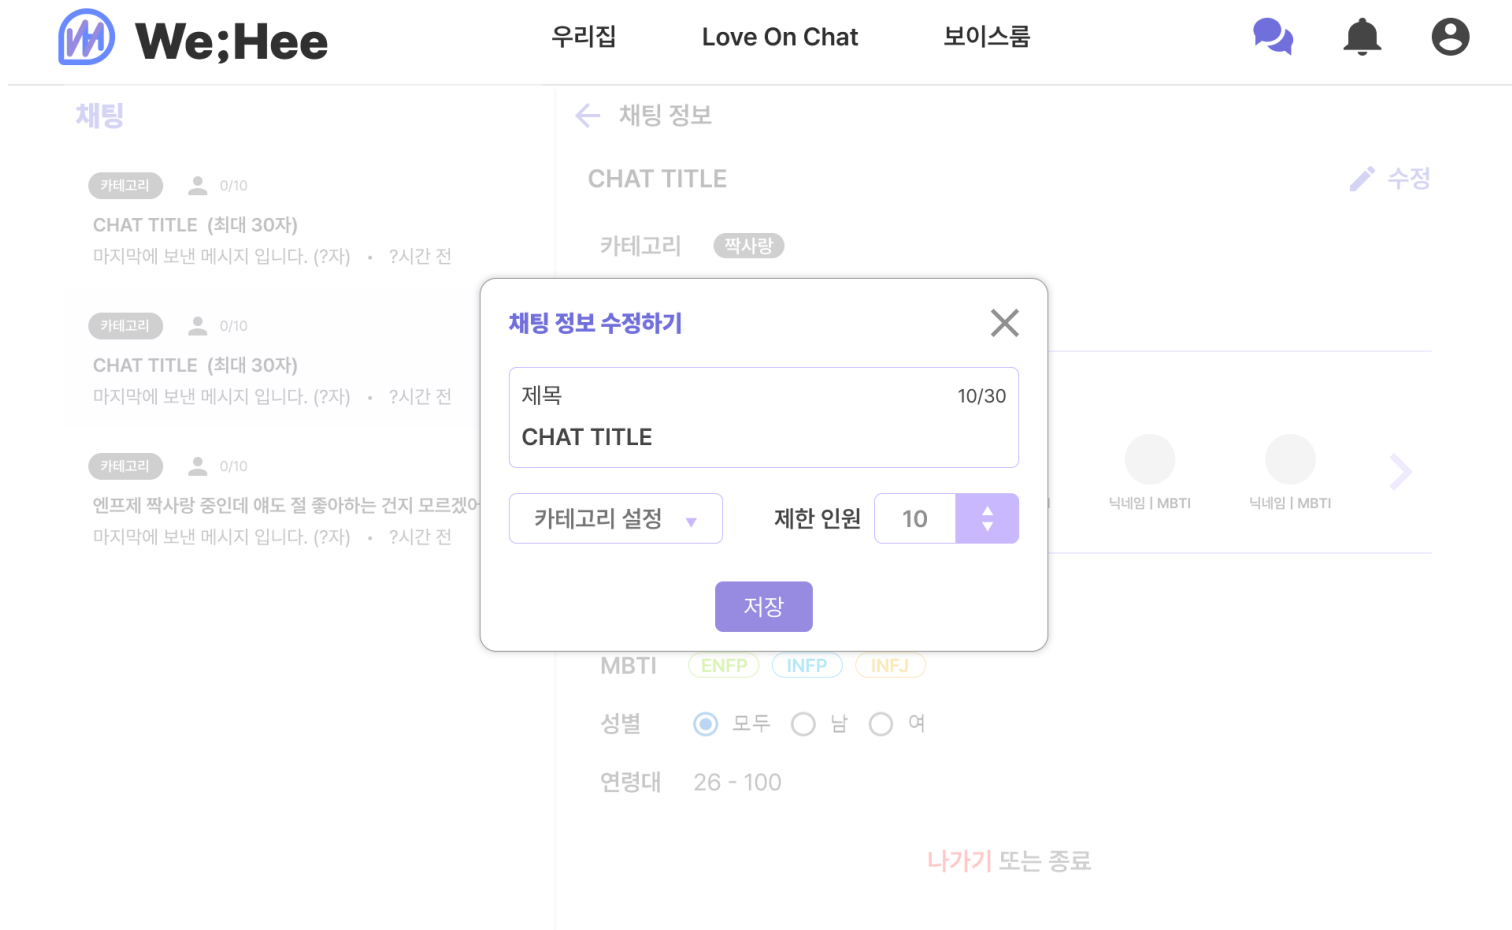 We;Hee
우리집
Love On Chat
보이스룸
채팅
카테고리 0/10
CHAT TITLE (최대 30자)
마지막에 보낸 메시지 입니다. (?자) • ?시간 전
카테고리 0/10
CHAT TITLE (최대 30자)
마지막에 보낸 메시지 입니다. (?자) • ?시간 전
카테고리 0/10
엔프제 짝사랑 중인데 얘도 절 좋아하는 건지 모르겠어
마지막에 보낸 메시지 입니다. (?자) • ?시간 전
채팅 정보
CHAT TITLE
수정
카테고리 짝사랑
채팅 정보 수정하기
제목 10/30
CHAT TITLE
카테고리 설정
제한 인원 10
저장
닉네임 | MBTI
닉네임 | MBTI
MBTI ENFP INFP INFJ
성별 모두 남 여
연령대 26 - 100
나가기 또는 종료